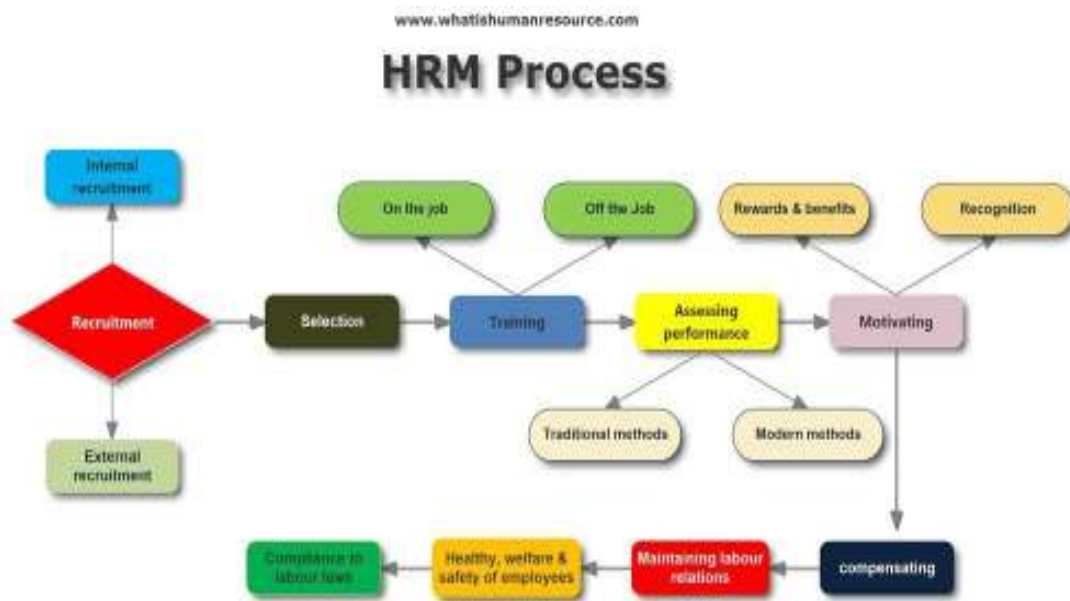 www.whatishumanresource.com
HRM Process
Internal
recruitment
On the job
Off the Job
Rewards & benefits
Recognition
Recruitment
Selection
Training
Assessing
performance
Motivating
External
recruitment
Traditional methods
Modern methods
Compliance to
labour laws
Healthy, welfare &
safety of employees
Maintaining labour
relations
compensating